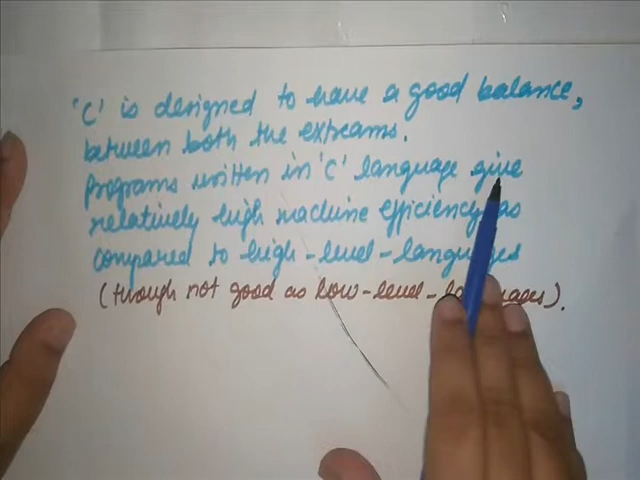 'C' is designed to have a good balance,
between both the extreams.
Programs written in 'C' language give
relatively high machine efficiency as
compared to high-level-languages
(though not good as low-level-languages).